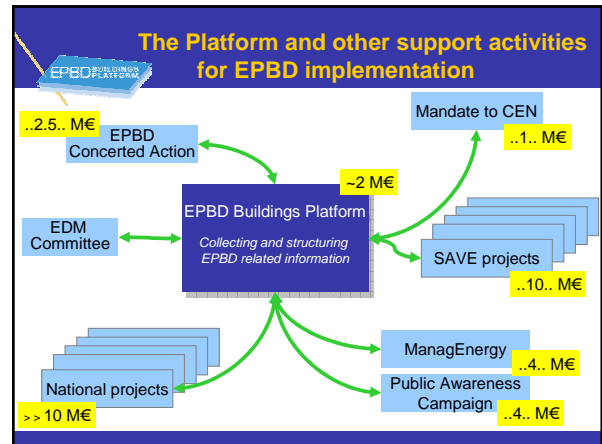 The Platform and other support activities
for EPBD implementation
EPBD BUILDINGS
PLATFORM
..2.5.. M€
EPBD
Concerted Action
Mandate to CEN
..1.. M€
~2 M€
EPBD Buildings Platform
Collecting and structuring
EPBD related information
EDM
Committee
SAVE projects
..10.. M€
National projects
>>10 M€
ManagEnergy
..4.. M€
Public Awareness
Campaign
..4.. M€